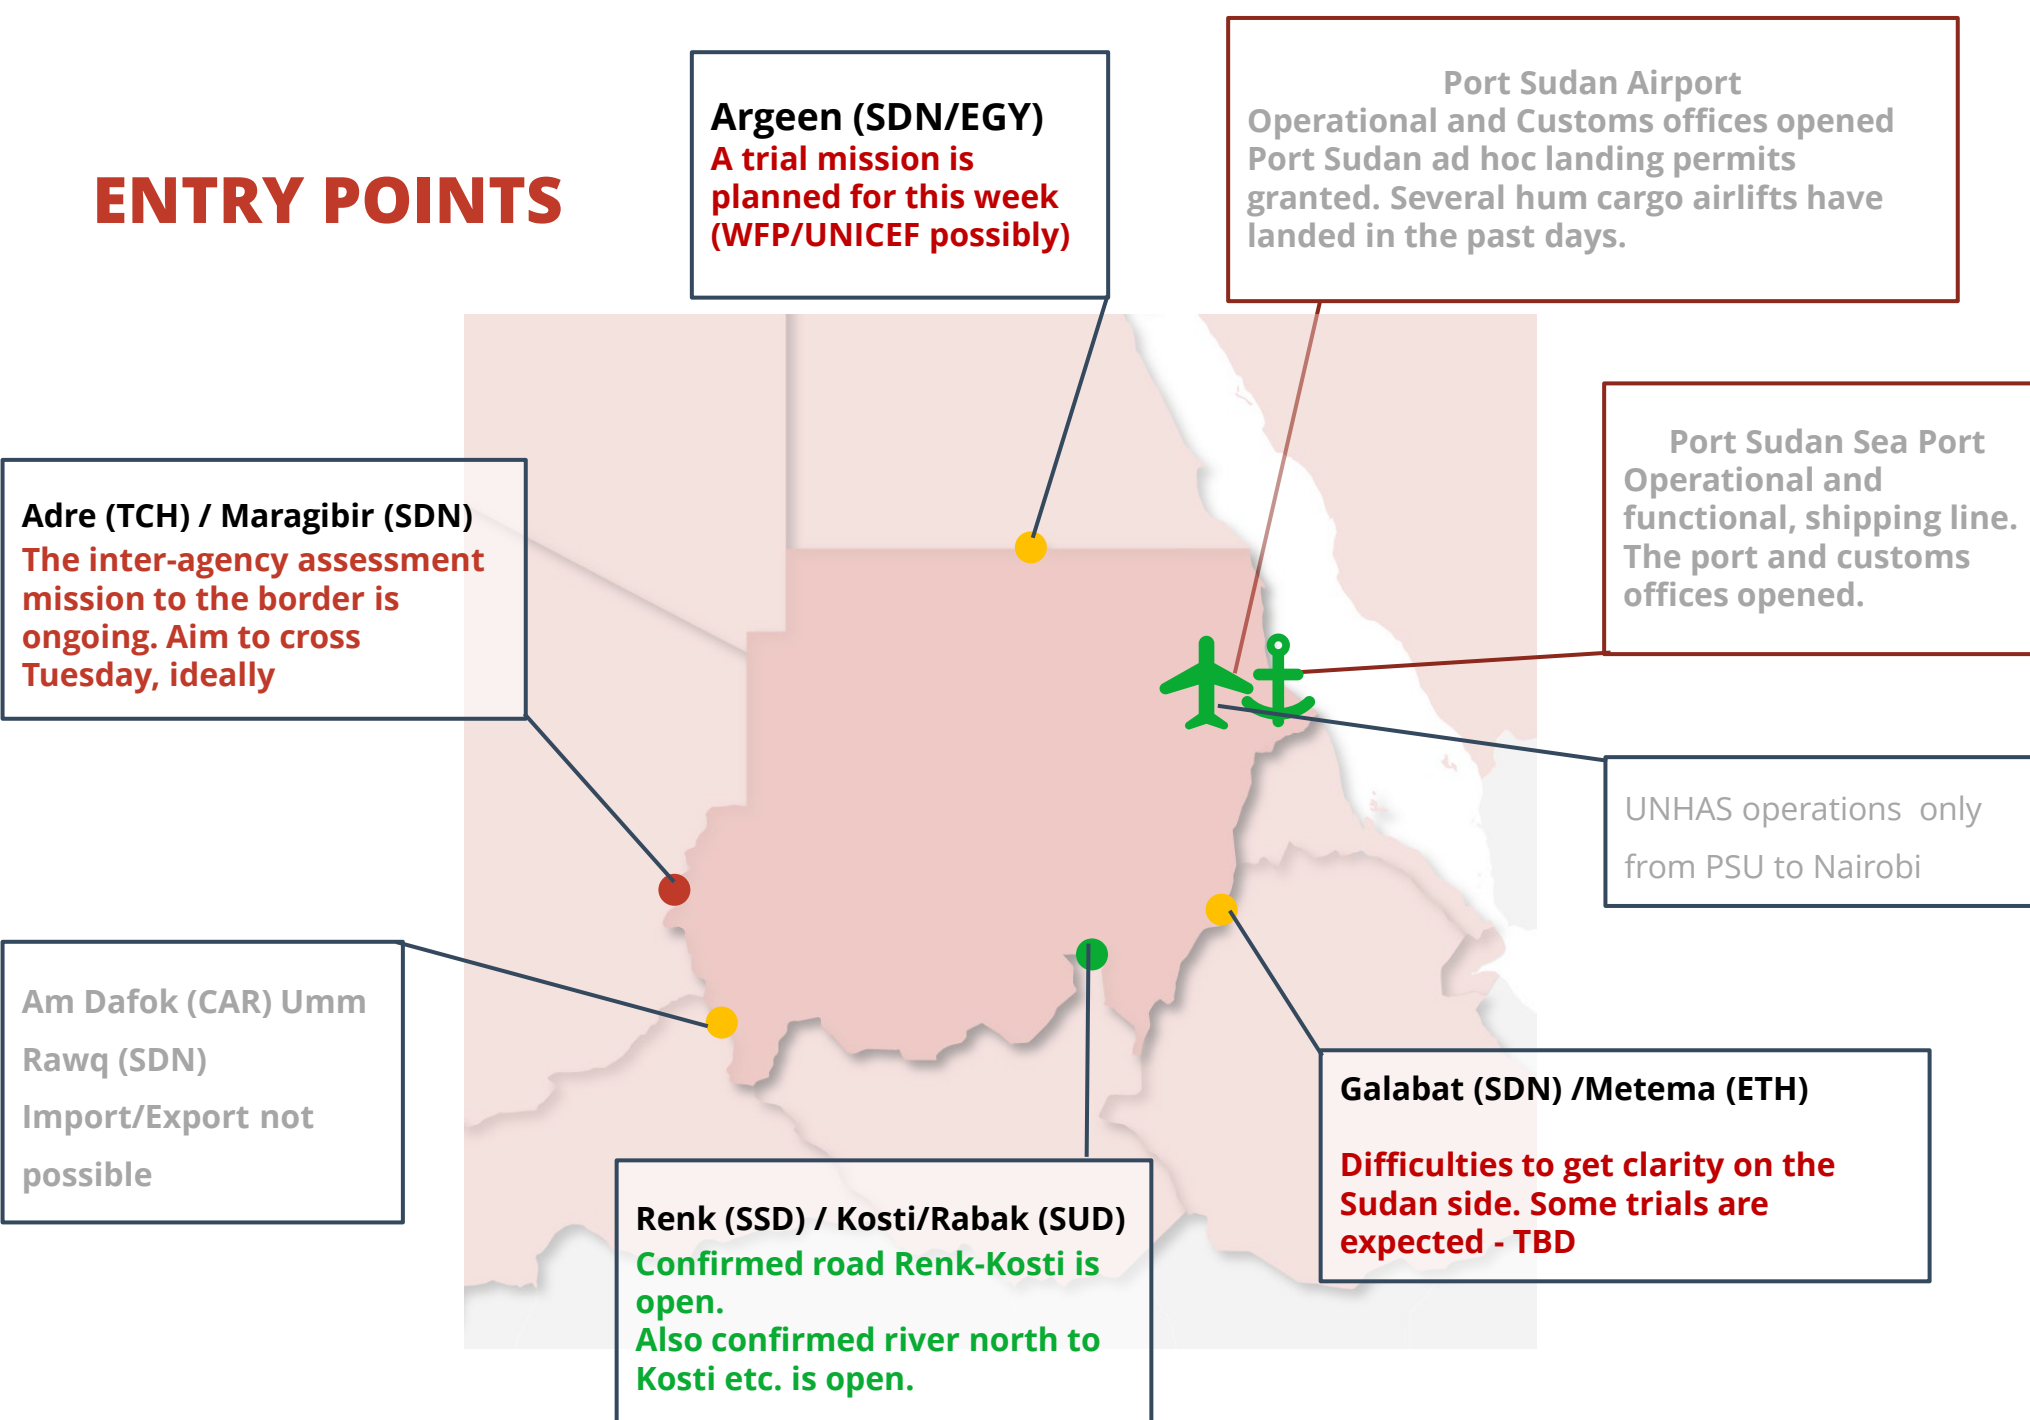 ENTRY POINTS
Argeen (SDN/EGY)
A trial mission is
planned for this week
(WFP/UNICEF possibly)
Port Sudan Airport
Operational and Customs offices opened
Port Sudan ad hoc landing permits
granted. Several hum cargo airlifts have
landed in the past days.
Port Sudan Sea Port
Operational and
functional, shipping line.
The port and customs
offices opened.
Adre (TCH) / Maragibir (SDN)
The inter-agency assessment
mission to the border is
ongoing. Aim to cross
Tuesday, ideally
UNHAS operations  only
from PSU to Nairobi
Am Dafok (CAR) Umm
Rawq (SDN)
Import/Export not
possible
Galabat (SDN) /Metema (ETH)
Difficulties to get clarity on the
Sudan side. Some trials are
expected - TBD
Renk (SSD) / Kosti/Rabak (SUD)
Confirmed road Renk-Kosti is
open.
Also confirmed river north to
Kosti etc. is open.